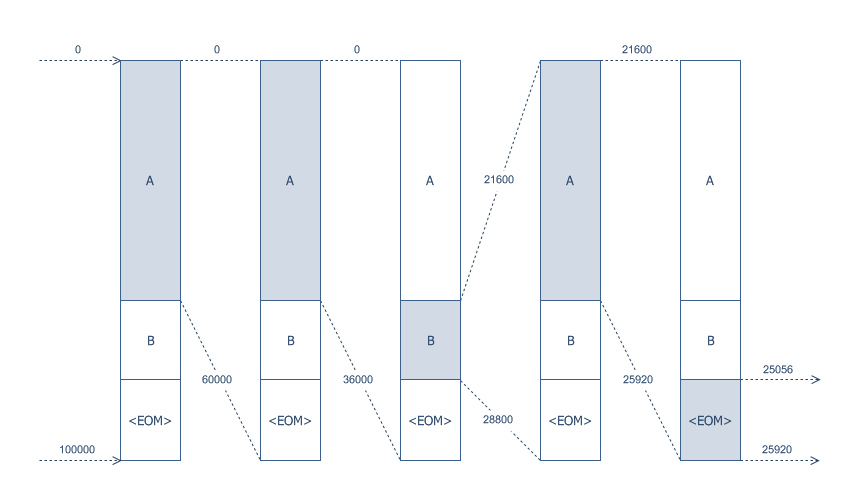 0 0 0 21600
A A A A A
21600
B B B B B
25056
60000 36000 25920
<EOM> <EOM> <EOM> <EOM> <EOM>
28800
100000 25920